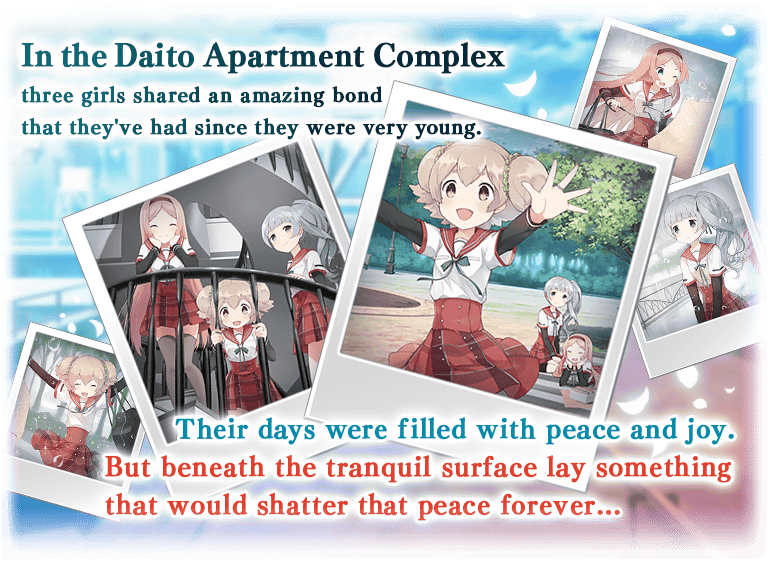 In the Daito Apartment Complex
three girls shared an amazing bond
that they've had since they were very young.
Their days were filled with peace and joy.
But beneath the tranquil surface lay something
that would shatter that peace forever...